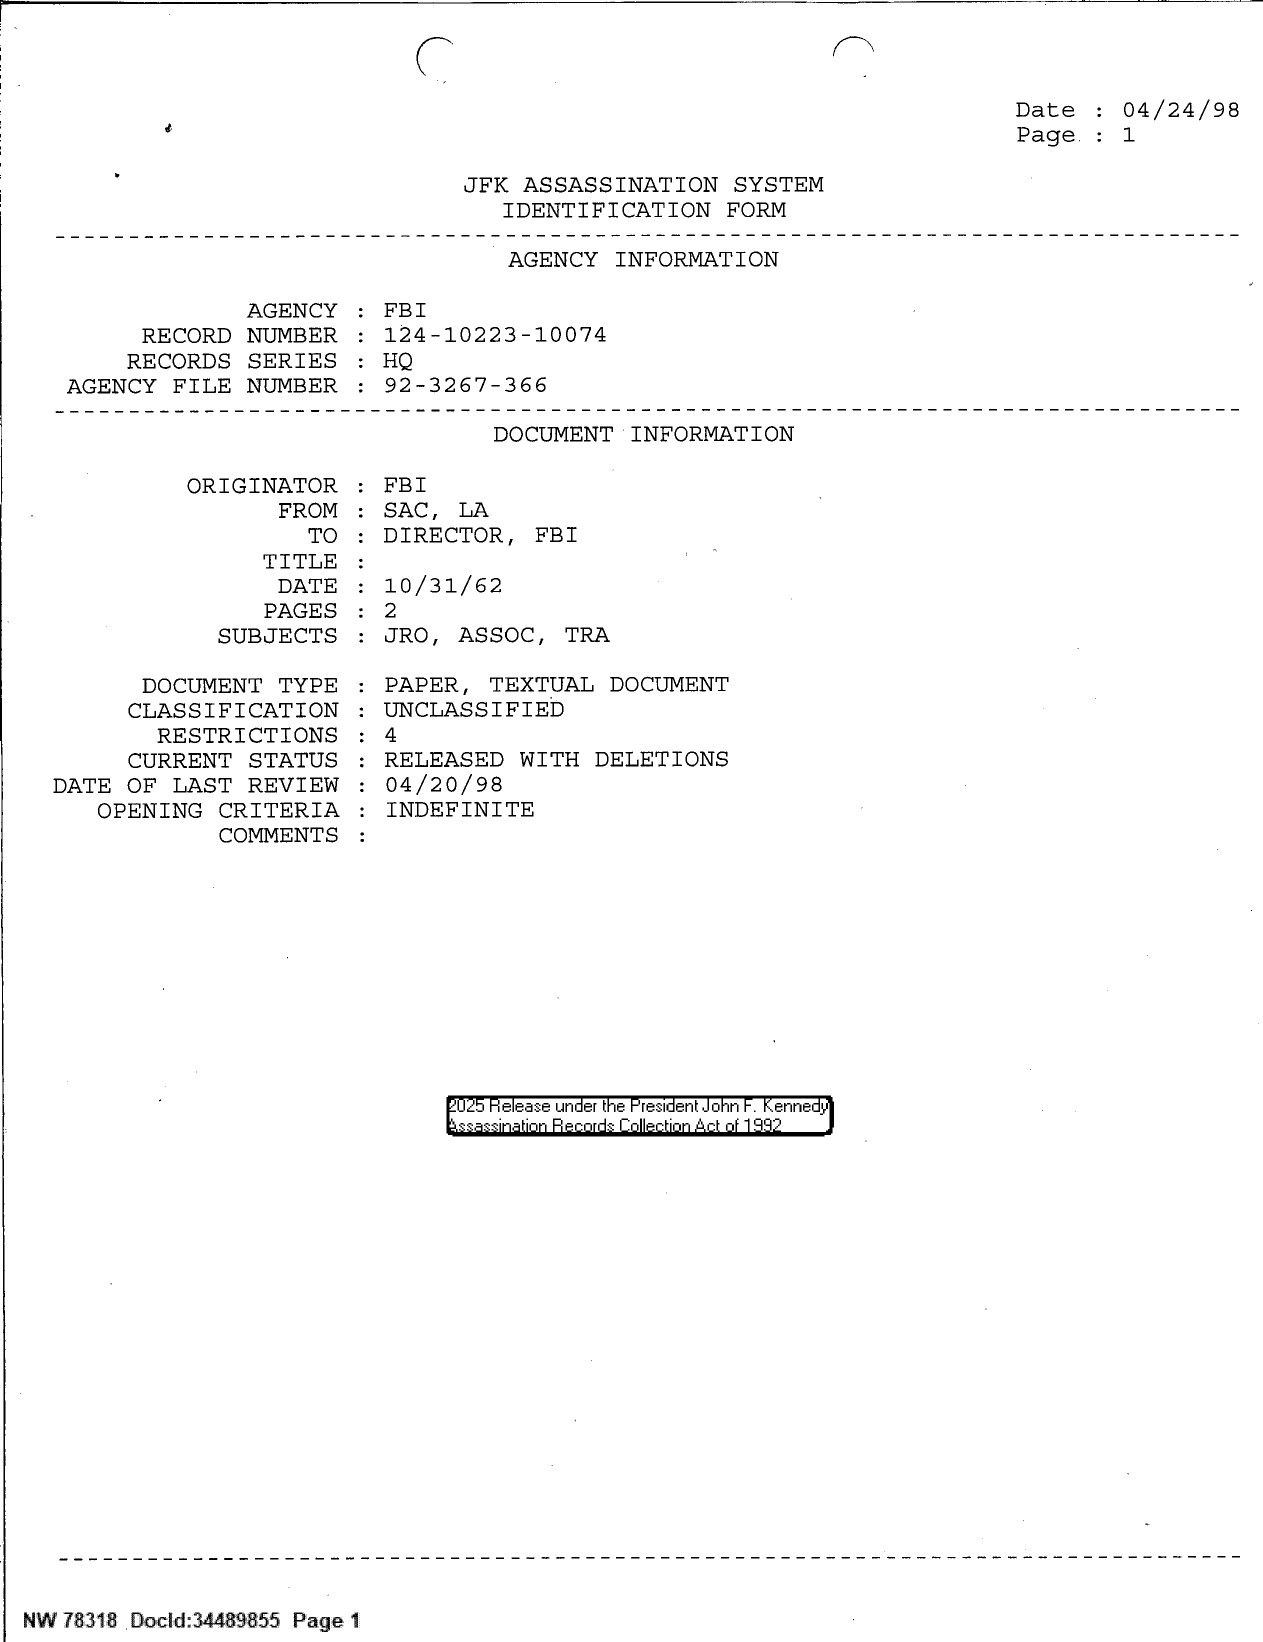 Date : 04/24/98
Page : 1
JFK ASSASSINATION SYSTEM
IDENTIFICATION FORM
--------------------------------------------------------------------------------
AGENCY INFORMATION
AGENCY : FBI
RECORD NUMBER : 124-10223-10074
RECORDS SERIES : HQ
AGENCY FILE NUMBER : 92-3267-366
--------------------------------------------------------------------------------
DOCUMENT INFORMATION
ORIGINATOR : FBI
FROM : SAC, LA
TO : DIRECTOR, FBI
TITLE :
DATE : 10/31/62
PAGES : 2
SUBJECTS : JRO, ASSOC, TRA
DOCUMENT TYPE : PAPER, TEXTUAL DOCUMENT
CLASSIFICATION : UNCLASSIFIED
RESTRICTIONS : 4
CURRENT STATUS : RELEASED WITH DELETIONS
DATE OF LAST REVIEW : 04/20/98
OPENING CRITERIA : INDEFINITE
COMMENTS :
2025 Release under the President John F. Kennedy
Assassination Records Collection Act of 1992
--------------------------------------------------------------------------------
NW 78318 DocId:34489855 Page 1